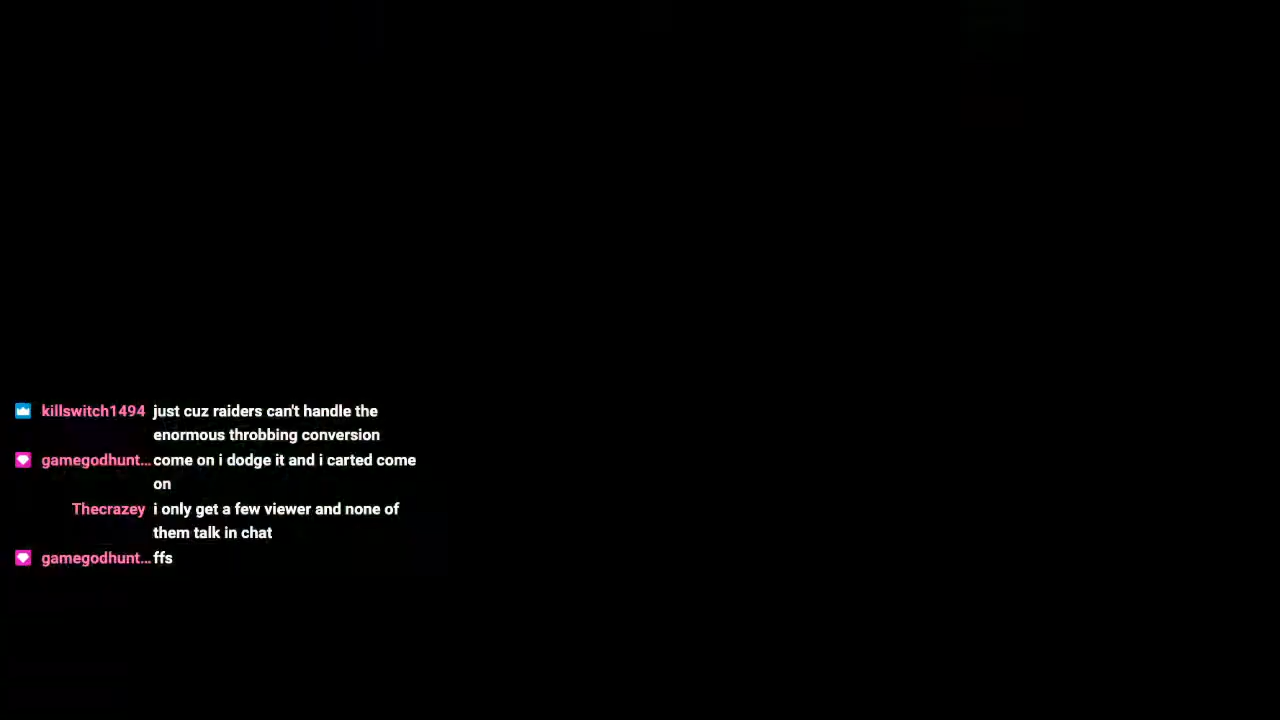 killswitch1494 just cuz raiders can't handle the
enormous throbbing conversion
gamegodhunt... come on i dodge it and i carted come
on
Thecrazey i only get a few viewer and none of
them talk in chat
gamegodhunt... ffs